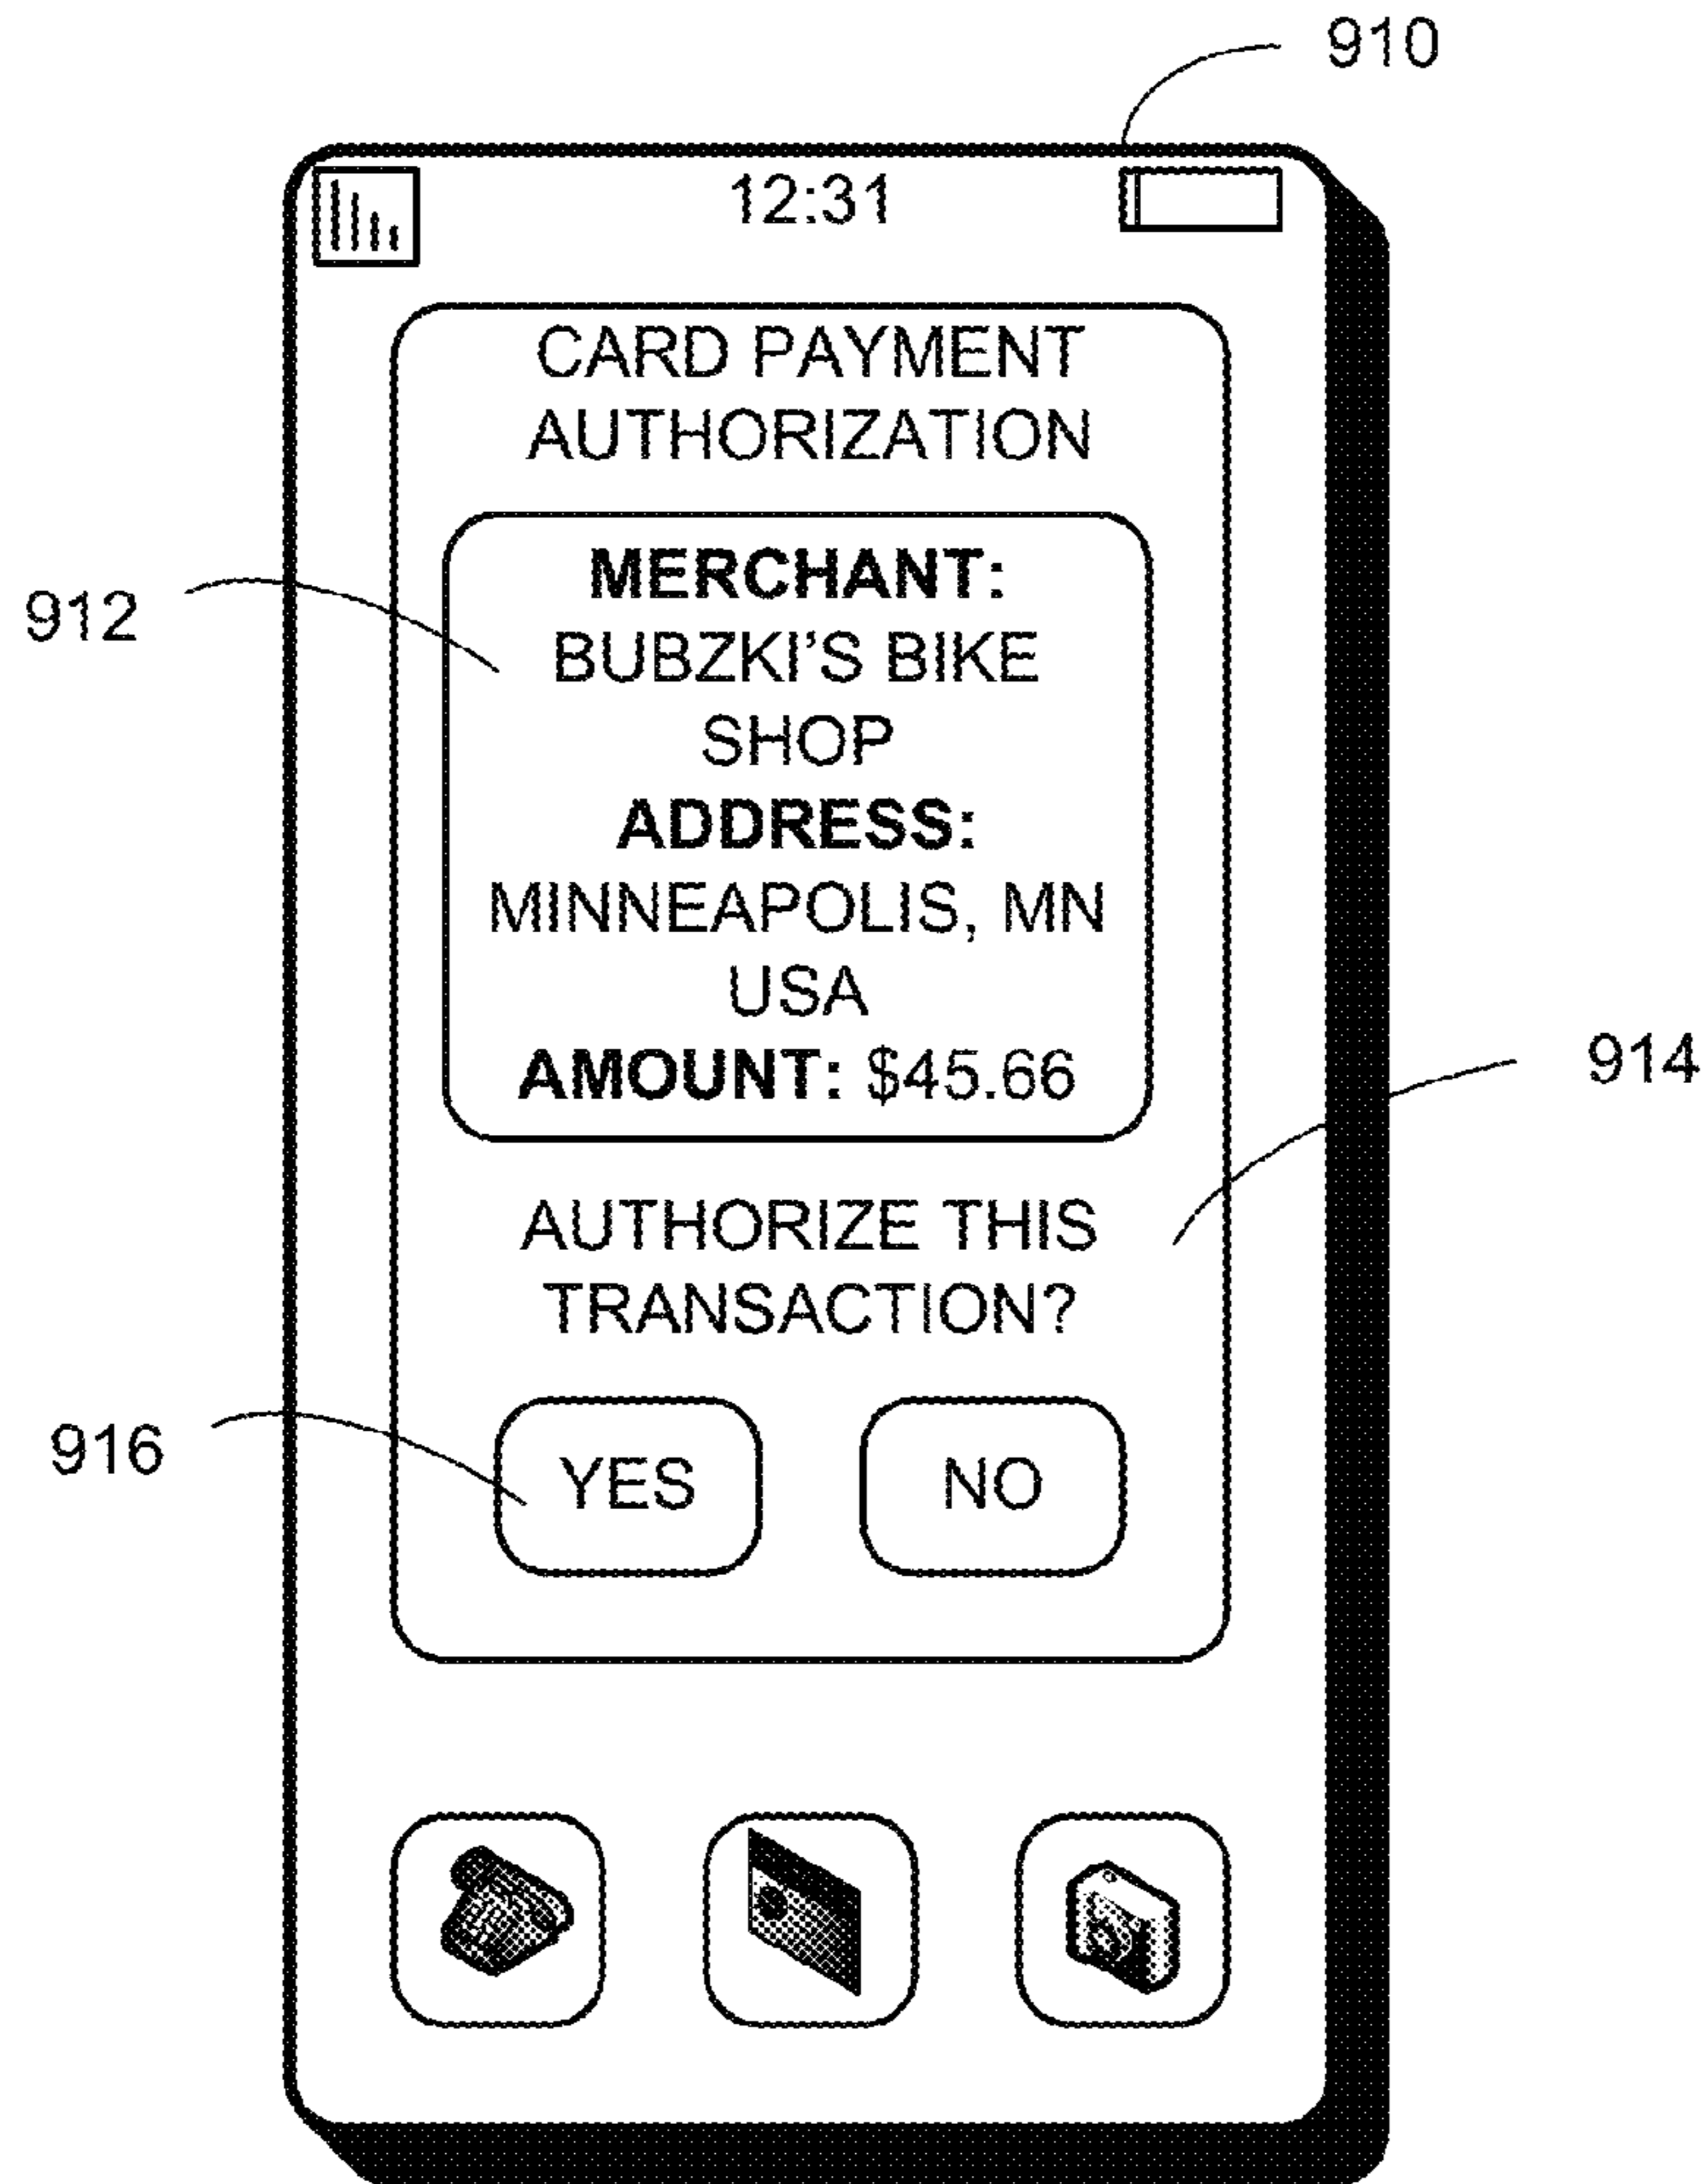 910
12:31
CARD PAYMENT
AUTHORIZATION
MERCHANT:
912
BUBZKI’S BIKE
SHOP
ADDRESS:
MINNEAPOLIS, MN
USA
AMOUNT: $45.66
914
AUTHORIZE THIS
TRANSACTION?
916
YES
NO